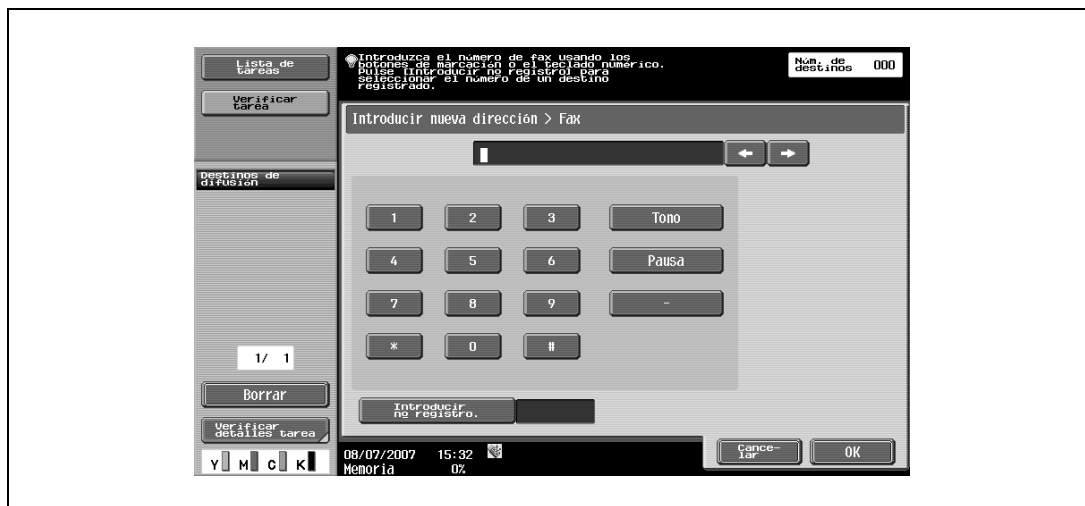 Lista de
tareas
Verificar
tarea
Destinos de
difusión
1/ 1
Borrar
Verificar
detalles tarea
Y M C K
Introduzca el número de fax usando los
botones de marcación o el teclado numérico.
Pulse [Introducir nº registro] para
seleccionar el número de un destino
registrado.
Núm. de
destinos 000
Introducir nueva dirección > Fax
← →
1 2 3 Tono
4 5 6 Pausa
7 8 9 -
* 0 #
Introducir
nº registro.
08/07/2007 15:32
Memoria 0%
Cance-
lar
OK